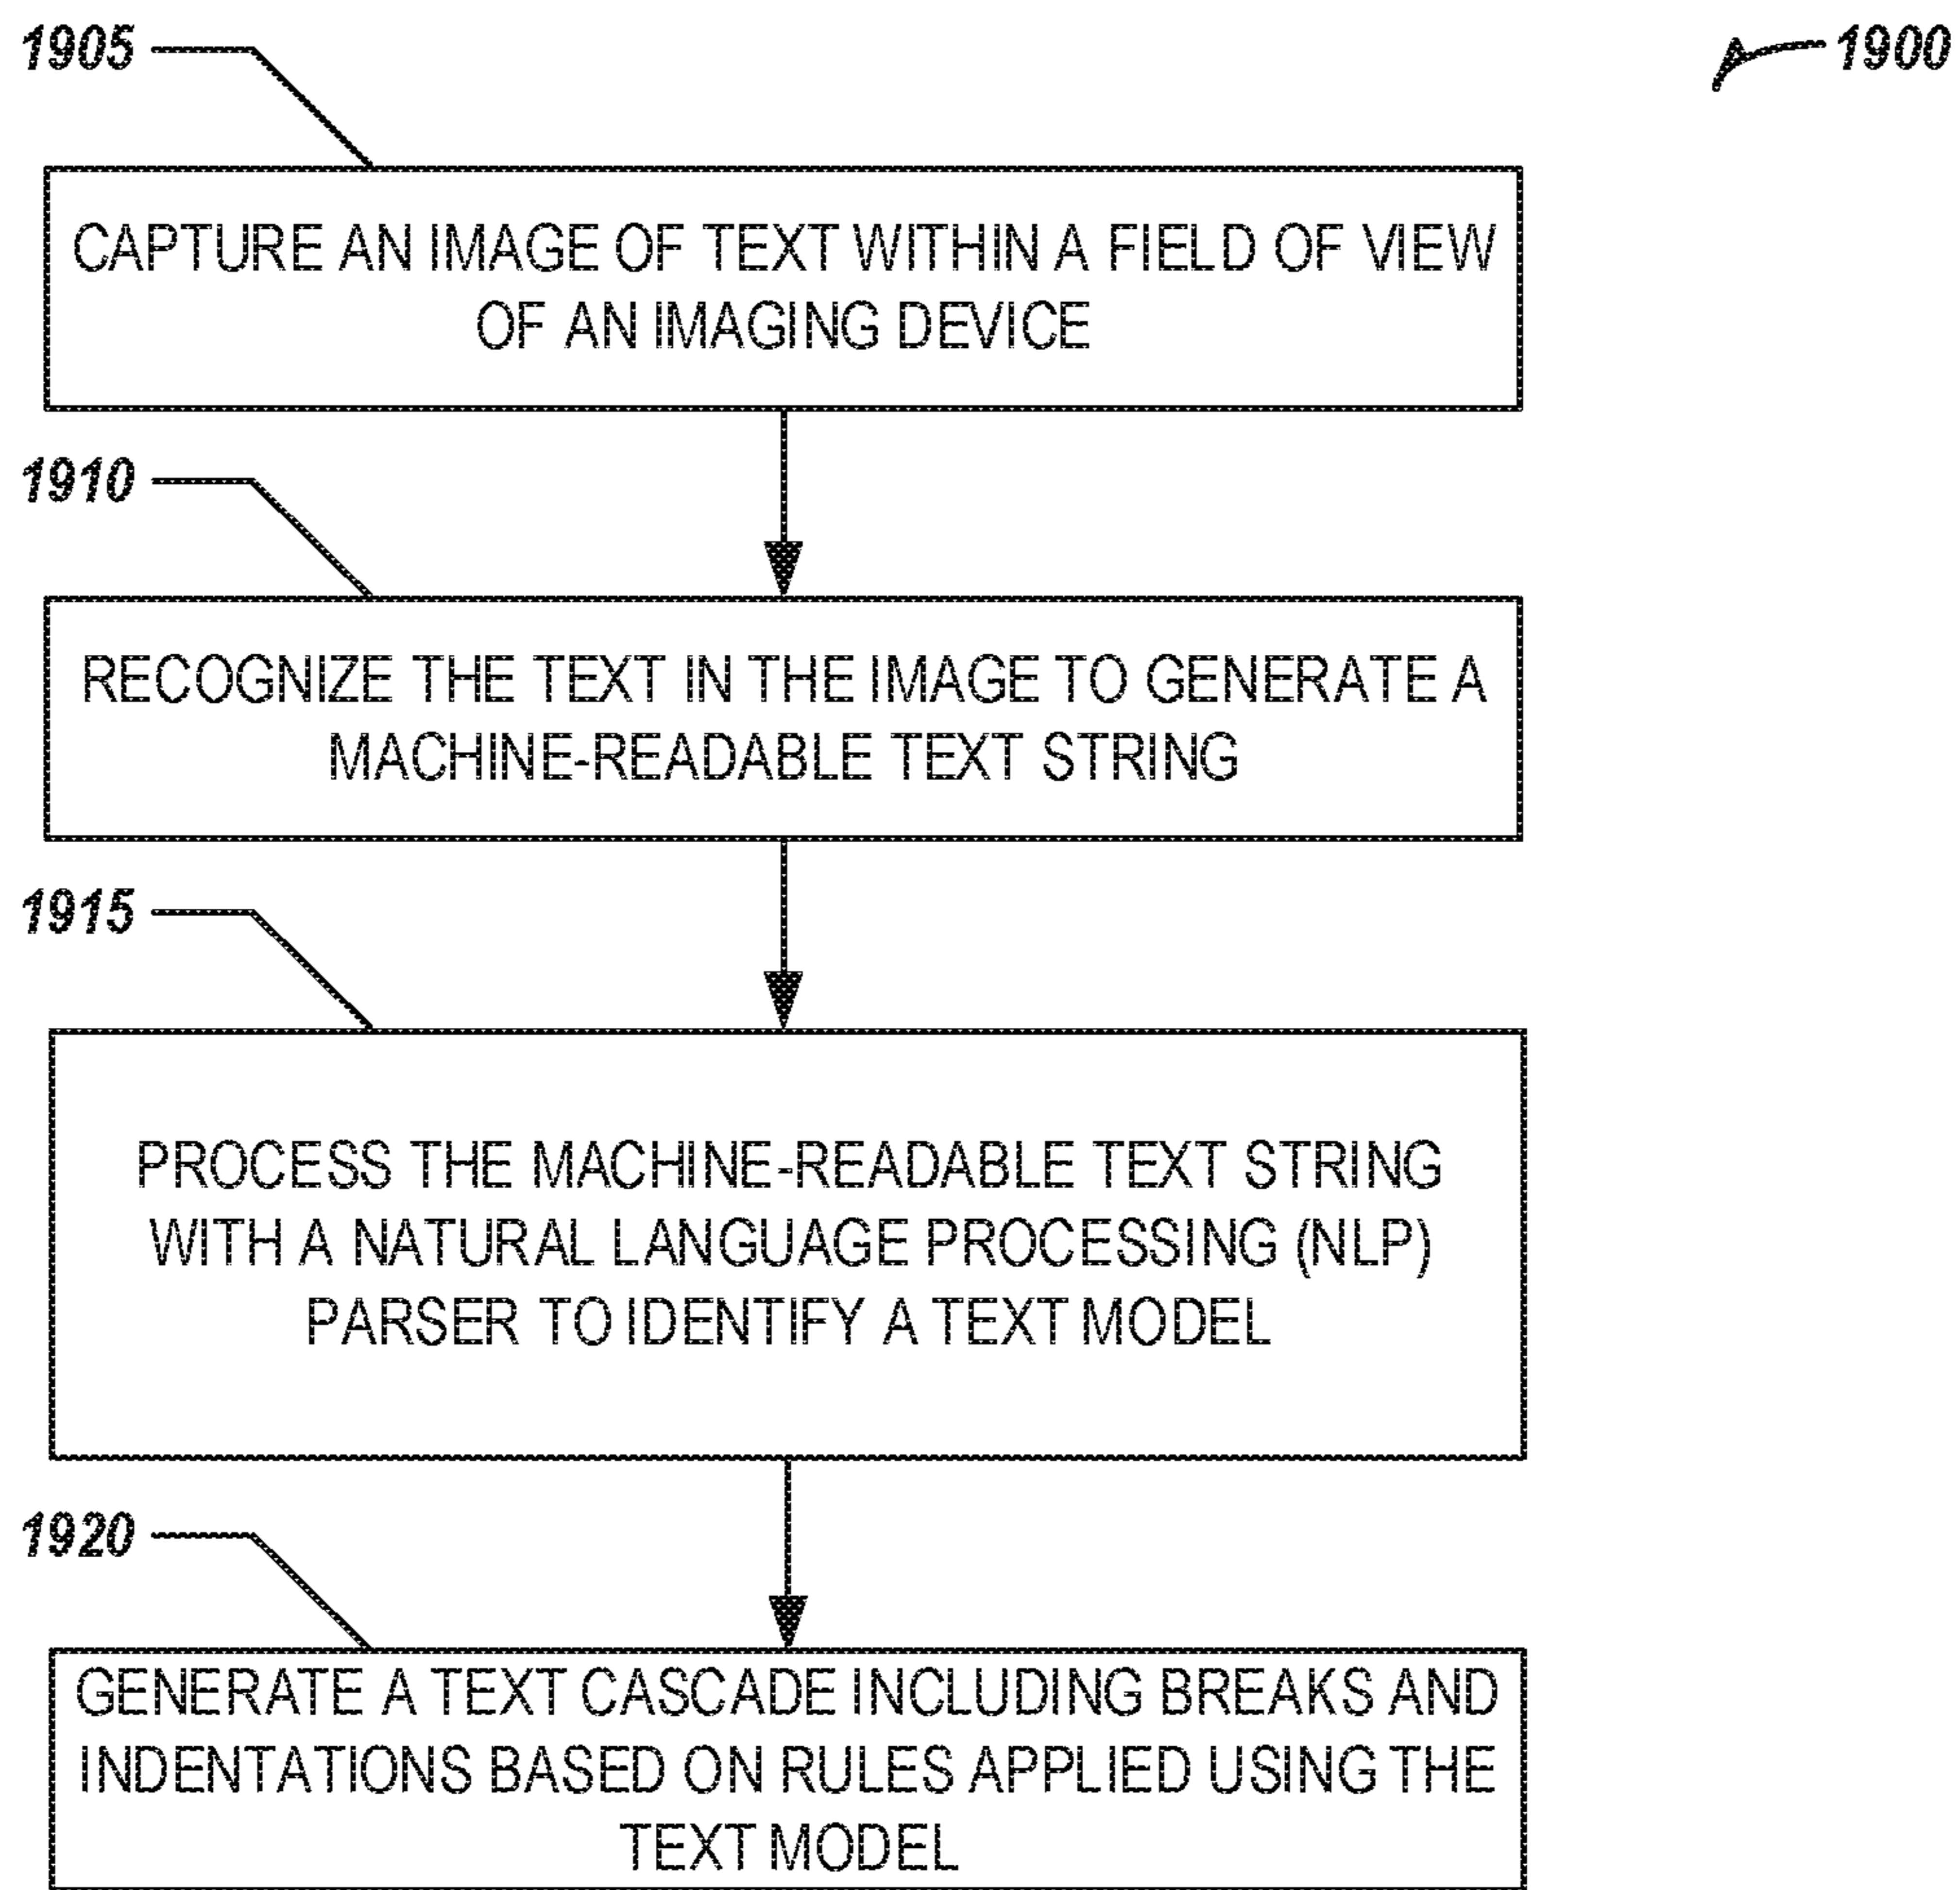 1905
1900
CAPTURE AN IMAGE OF TEXT WITHIN A FIELD OF VIEW
OF AN IMAGING DEVICE
1910
RECOGNIZE THE TEXT IN THE IMAGE TO GENERATE A
MACHINE-READABLE TEXT STRING
1915
PROCESS THE MACHINE-READABLE TEXT STRING
WITH A NATURAL LANGUAGE PROCESSING (NLP)
PARSER TO IDENTIFY A TEXT MODEL
1920
GENERATE A TEXT CASCADE INCLUDING BREAKS AND
INDENTATIONS BASED ON RULES APPLIED USING THE
TEXT MODEL